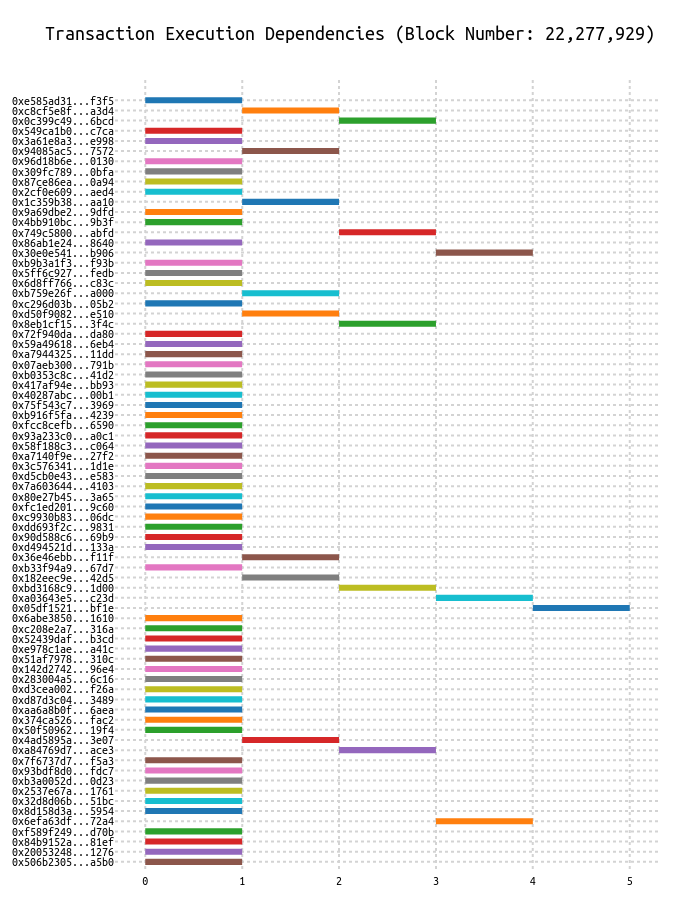 Transaction Execution Dependencies (Block Number: 22,277,929)
0xe585ad31...f3f5
0xc8cf5e8f...a3d4
0x0c399c49...6bcd
0x549ca1b0...c7ca
0x3a61e8a3...e998
0x94085ac5...7572
0x96d18b6e...0130
0x309fc789...0bfa
0x87ce86ea...0a94
0x2cf0e609...aed4
0x1c359b38...aa10
0x9a69dbe2...9dfd
0x4bb910bc...9b3f
0x749c5800...abfd
0x86ab1e24...8640
0x30e0e541...b906
0xb9b3a1f3...f93b
0x5ff6c927...fedb
0x6d8ff766...c83c
0xb759e26f...a000
0xc296d03b...05b2
0xd50f9082...e510
0x8eb1cf15...3f4c
0x72f940da...da80
0x59a49618...6eb4
0xa7944325...11dd
0x07aeb300...791b
0xb0353c8c...41d2
0x417af94e...bb93
0x40287abc...00b1
0x75f543c7...3969
0xb916f5fa...4239
0xfcc8cefb...6590
0x93a233c0...a0c1
0x58f188c3...c064
0xa7140f9e...27f2
0x3c576341...1d1e
0xd5cb0e43...e583
0x7a603644...4103
0x80e27b45...3a65
0xfc1ed201...9c60
0xc9930b83...06dc
0xdd693f2c...9831
0x90d588c6...69b9
0xd494521d...133a
0x36e46ebb...f11f
0xb33f94a9...67d7
0x182eec9e...42d5
0xbd3168c9...1d00
0xa03643e5...c23d
0x05df1521...bf1e
0x6abe3850...1610
0xc208e2a7...316a
0x52439daf...b3cd
0xe978c1ae...a41c
0x51af7978...310c
0x142d2742...96e4
0x283004a5...6c16
0xd3cea002...f26a
0xd87d3c04...3489
0xaa6a8b0f...6aea
0x374ca526...fac2
0x50f50962...19f4
0x4ad5895a...3e07
0xa84769d7...ace3
0x7f6737d7...f5a3
0x93bdf8d0...fdc7
0xb3a0052d...0d23
0x2537e67a...1761
0x32d8d06b...51bc
0x8d158d3a...5954
0x6efa63df...72a4
0xf589f249...d70b
0x84b9152a...81ef
0x20053248...1276
0x506b2305...a5b0
0 1 2 3 4 5